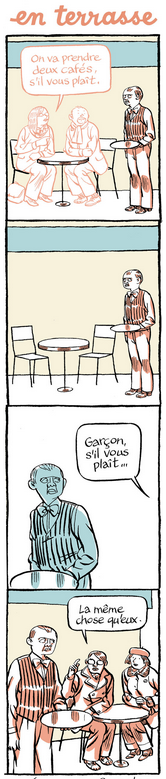 en terrasse
On va prendre
deux cafés,
s'il vous plaît.
Garçon,
s'il vous
plaît...
La même
chose qu'eux.